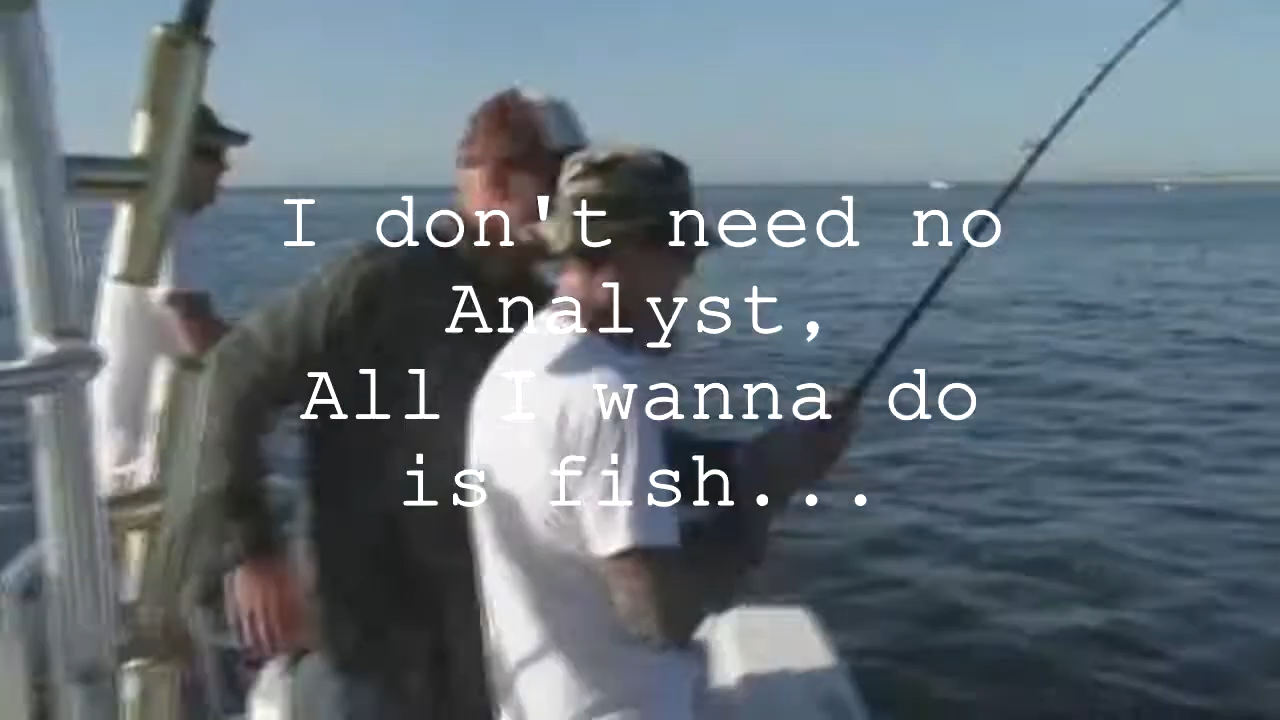 I don't need no
Analyst,
All I wanna do
is fish...